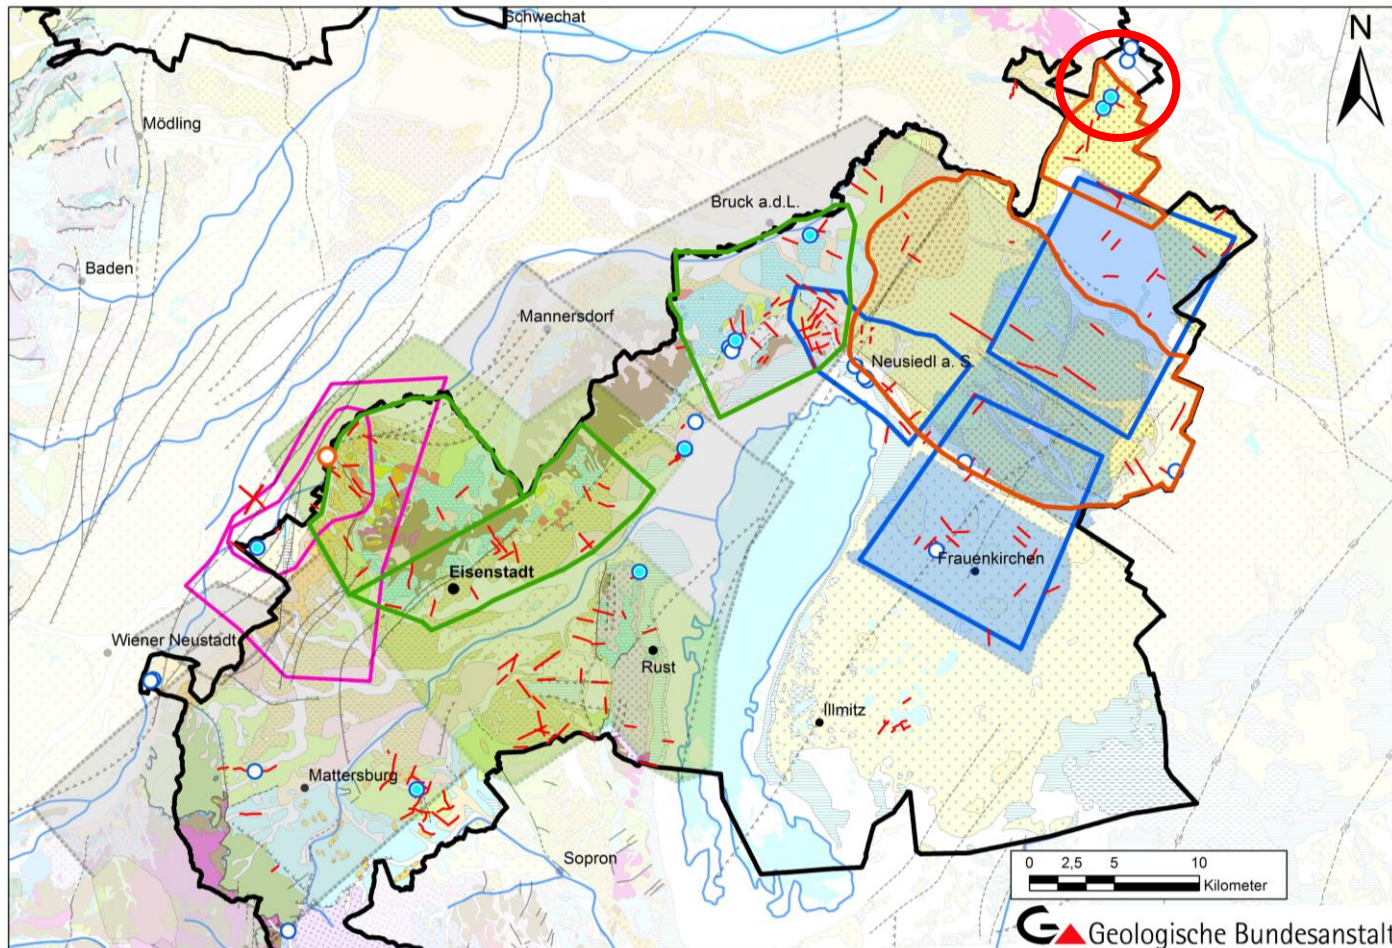 Schwechat
N
Mödling
Bruck a.d.L.
Baden
Mannersdorf
Neusiedl a. S.
Frauenkirchen
Eisenstadt
Wiener Neustadt
Rust
Illmitz
Mattersburg
Sopron
0 2,5 5 10
Kilometer
Geologische Bundesanstalt